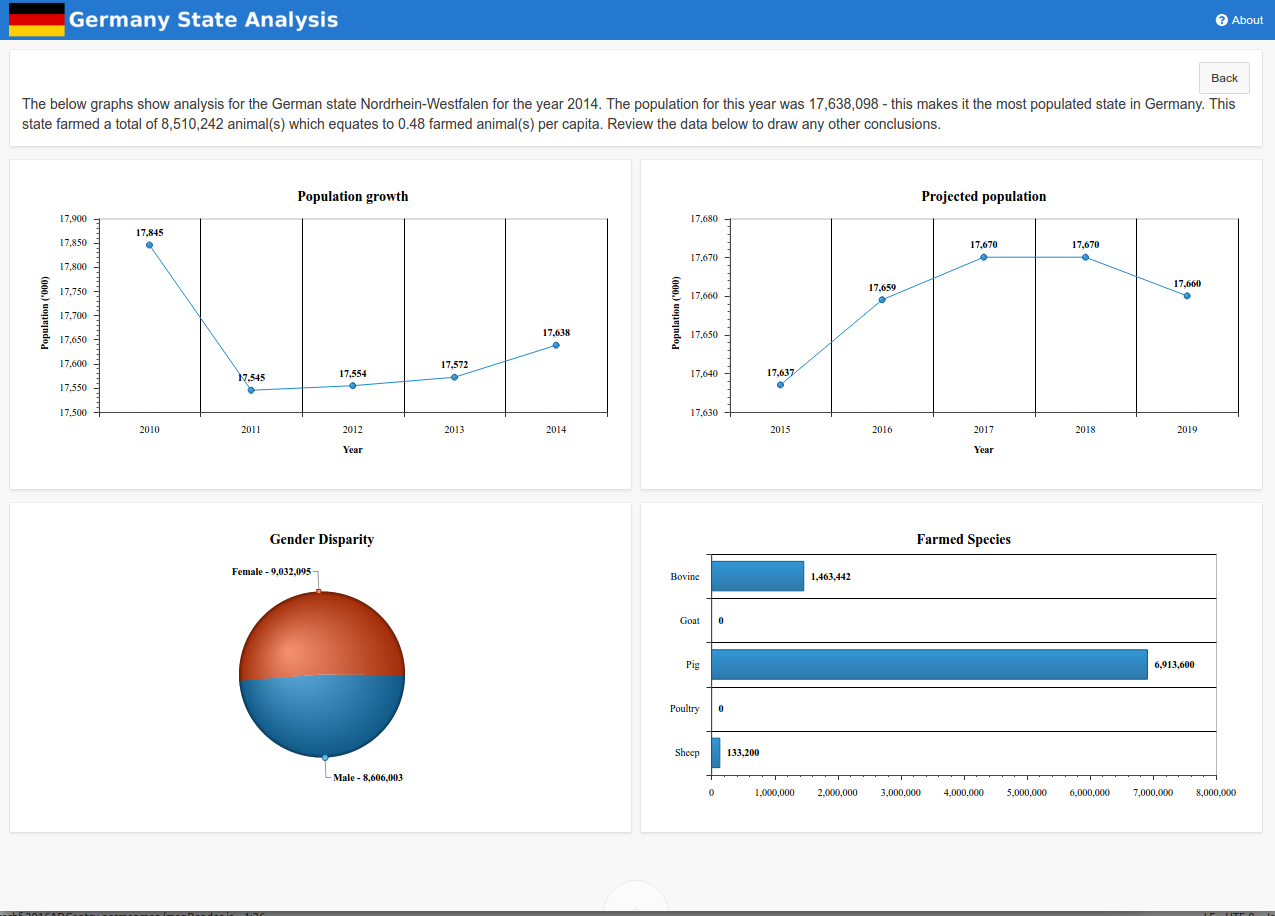 Germany State Analysis
About
Back
The below graphs show analysis for the German state Nordrhein-Westfalen for the year 2014. The population for this year was 17,638,098 - this makes it the most populated state in Germany. This
state farmed a total of 8,510,242 animal(s) which equates to 0.48 farmed animal(s) per capita. Review the data below to draw any other conclusions.
Population growth
Population ('000)
17,900
17,850
17,800
17,750
17,700
17,650
17,600
17,550
17,500
17,845
17,545
17,554
17,572
17,638
2010 2011 2012 2013 2014
Year
Projected population
Population ('000)
17,680
17,670
17,660
17,650
17,640
17,630
17,637
17,659
17,670
17,670
17,660
2015 2016 2017 2018 2019
Year
Gender Disparity
Female - 9,032,095
Male - 8,606,003
Farmed Species
Bovine 1,463,442
Goat 0
Pig 6,913,600
Poultry 0
Sheep 133,200
0 1,000,000 2,000,000 3,000,000 4,000,000 5,000,000 6,000,000 7,000,000 8,000,000